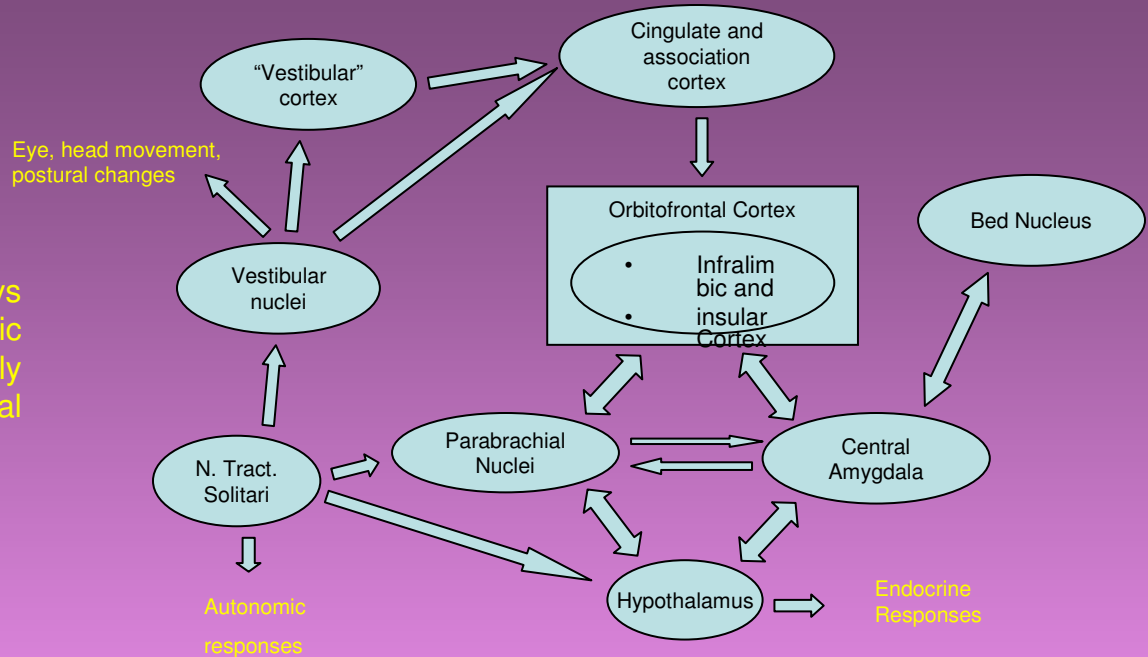 Cingulate and
association
cortex
“Vestibular”
cortex
Eye, head movement,
postural changes
Orbitofrontal Cortex
• Infralim
bic and
• insular
Cortex
Bed Nucleus
Vestibular
nuclei
Parabrachial
Nuclei
Central
Amygdala
N. Tract.
Solitari
Hypothalamus
Endocrine
Responses
Autonomic
responses